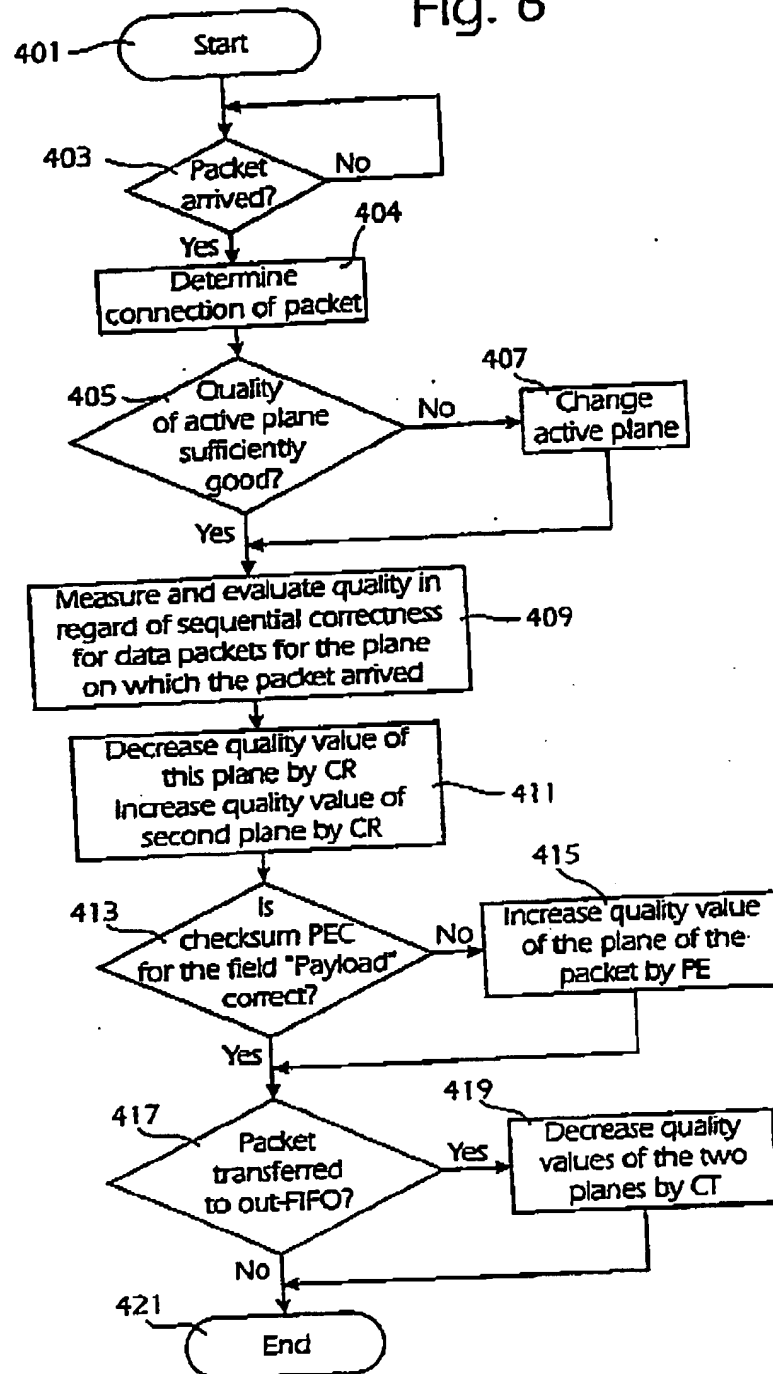 Fig. 6
401
Start
403
Packet
arrived?
No
Yes
404
Determine
connection of packet
405
Quality
of active plane
sufficiently
good?
No
407
Change
active plane
Yes
Measure and evaluate quality in
regard of sequential correctness
for data packets for the plane
on which the packet arrived
409
Decrease quality value of
this plane by CR
Increase quality value of
second plane by CR
411
413
Is
checksum PEC
for the field "Payload"
correct?
No
415
Increase quality value
of the plane of the
packet by PE
Yes
417
Packet
transferred
to out-FIFO?
Yes
419
Decrease quality
values of the two
planes by CT
No
421
End